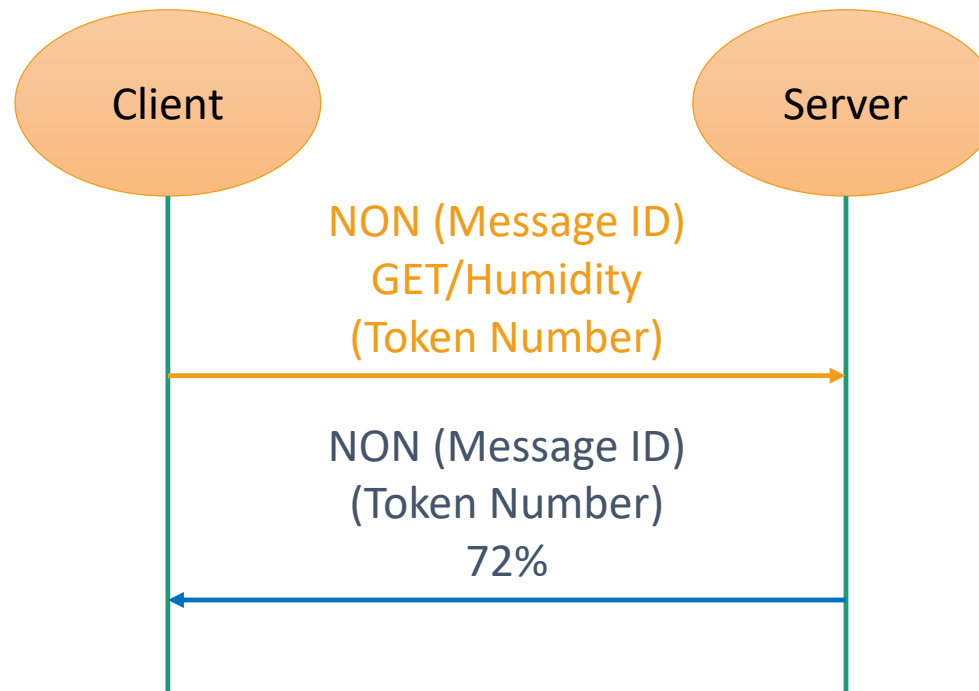 Client
Server
NON (Message ID)
GET/Humidity
(Token Number)
NON (Message ID)
(Token Number)
72%